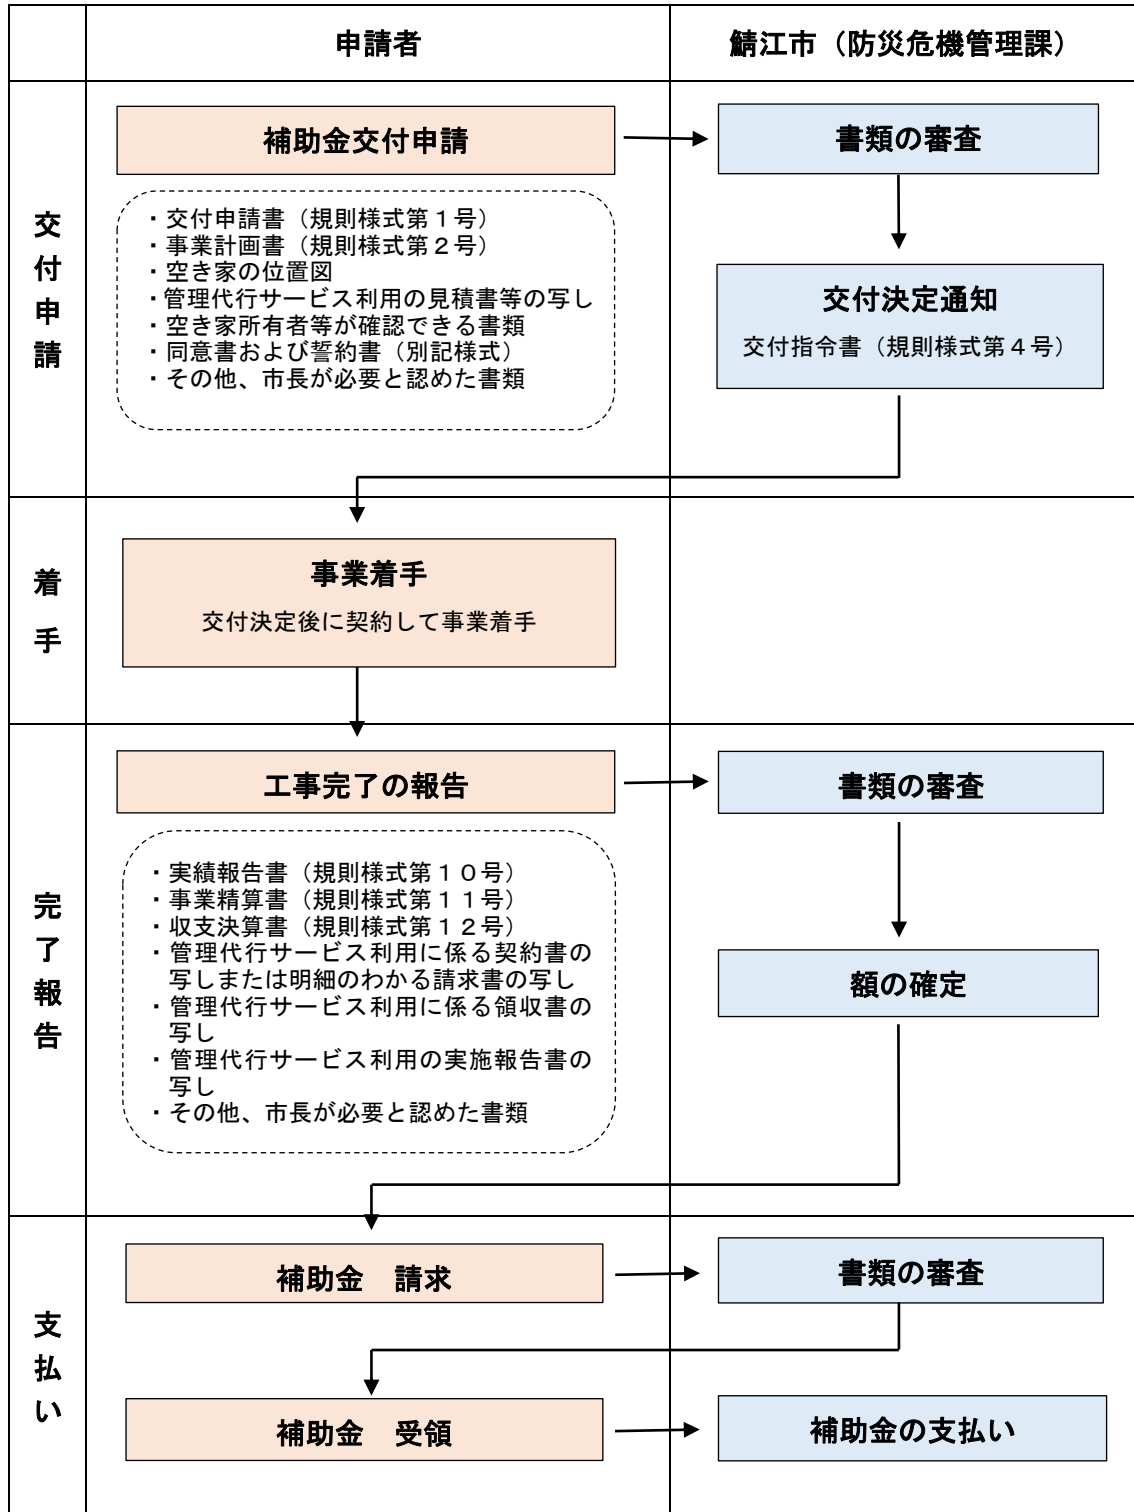 申請者
鯖江市（防災危機管理課）
交付申請
補助金交付申請
書類の審査
・交付申請書（規則様式第１号）
・事業計画書（規則様式第２号）
・空き家の位置図
・管理代行サービス利用の見積書等の写し
・空き家所有者等が確認できる書類
・同意書および誓約書（別記様式）
・その他、市長が必要と認めた書類
交付決定通知
交付指令書（規則様式第４号）
着手
事業着手
交付決定後に契約して事業着手
完了報告
工事完了の報告
書類の審査
・実績報告書（規則様式第１０号）
・事業精算書（規則様式第１１号）
・収支決算書（規則様式第１２号）
・管理代行サービス利用に係る契約書の
写しまたは明細のわかる請求書の写し
・管理代行サービス利用に係る領収書の
写し
・管理代行サービス利用の実施報告書の
写し
・その他、市長が必要と認めた書類
額の確定
支払い
補助金　請求
書類の審査
補助金　受領
補助金の支払い